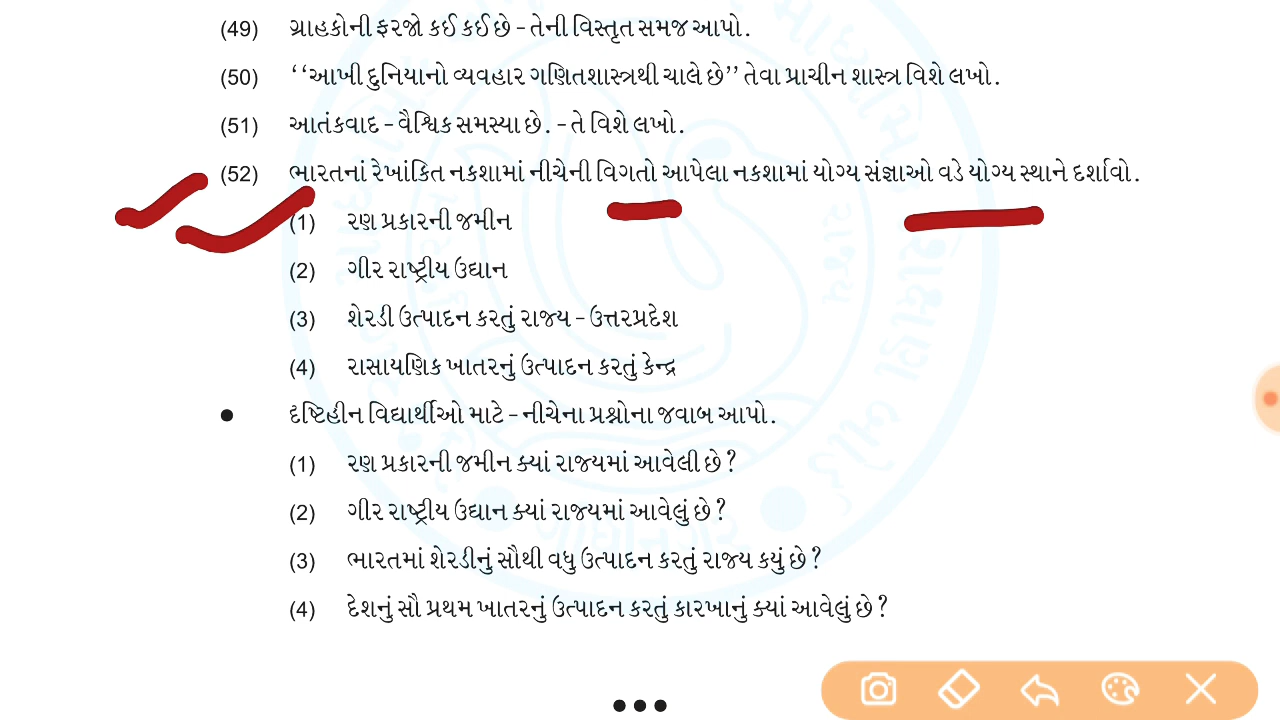 (49) ગ્રાહકોની ફરજો કઈ કઈ છે – તેની વિસ્તૃત સમજ આપો.
(50) ‘‘આખી દુનિયાનો વ્યવહાર ગણિતશાસ્ત્રથી ચાલે છે’’ તેવા પ્રાચીન શાસ્ત્ર વિશે લખો.
(51) આતંકવાદ – વૈશ્વિક સમસ્યા છે. – તે વિશે લખો.
(52) ભારતનાં રેખાંકિત નકશામાં નીચેની વિગતો આપેલા નકશામાં યોગ્ય સંજ્ઞાઓ વડે યોગ્ય સ્થાને દર્શાવો.
(1) રણ પ્રકારની જમીન
(2) ગીર રાષ્ટ્રીય ઉદ્યાન
(3) શેરડી ઉત્પાદન કરતું રાજ્ય – ઉત્તરપ્રદેશ
(4) રાસાયણિક ખાતરનું ઉત્પાદન કરતું કેન્દ્ર
● દૃષ્ટિહીન વિદ્યાર્થીઓ માટે – નીચેના પ્રશ્નોના જવાબ આપો.
(1) રણ પ્રકારની જમીન ક્યાં રાજ્યમાં આવેલી છે ?
(2) ગીર રાષ્ટ્રીય ઉદ્યાન ક્યાં રાજ્યમાં આવેલું છે ?
(3) ભારતમાં શેરડીનું સૌથી વધુ ઉત્પાદન કરતું રાજ્ય કયું છે ?
(4) દેશનું સૌ પ્રથમ ખાતરનું ઉત્પાદન કરતું કારખાનું ક્યાં આવેલું છે ?